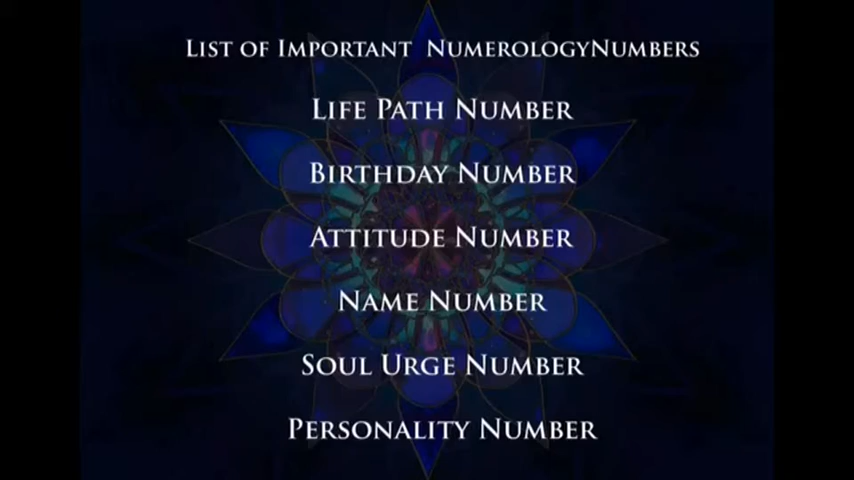 List of Important NumerologyNumbers
Life Path Number
Birthday Number
Attitude Number
Name Number
Soul Urge Number
Personality Number